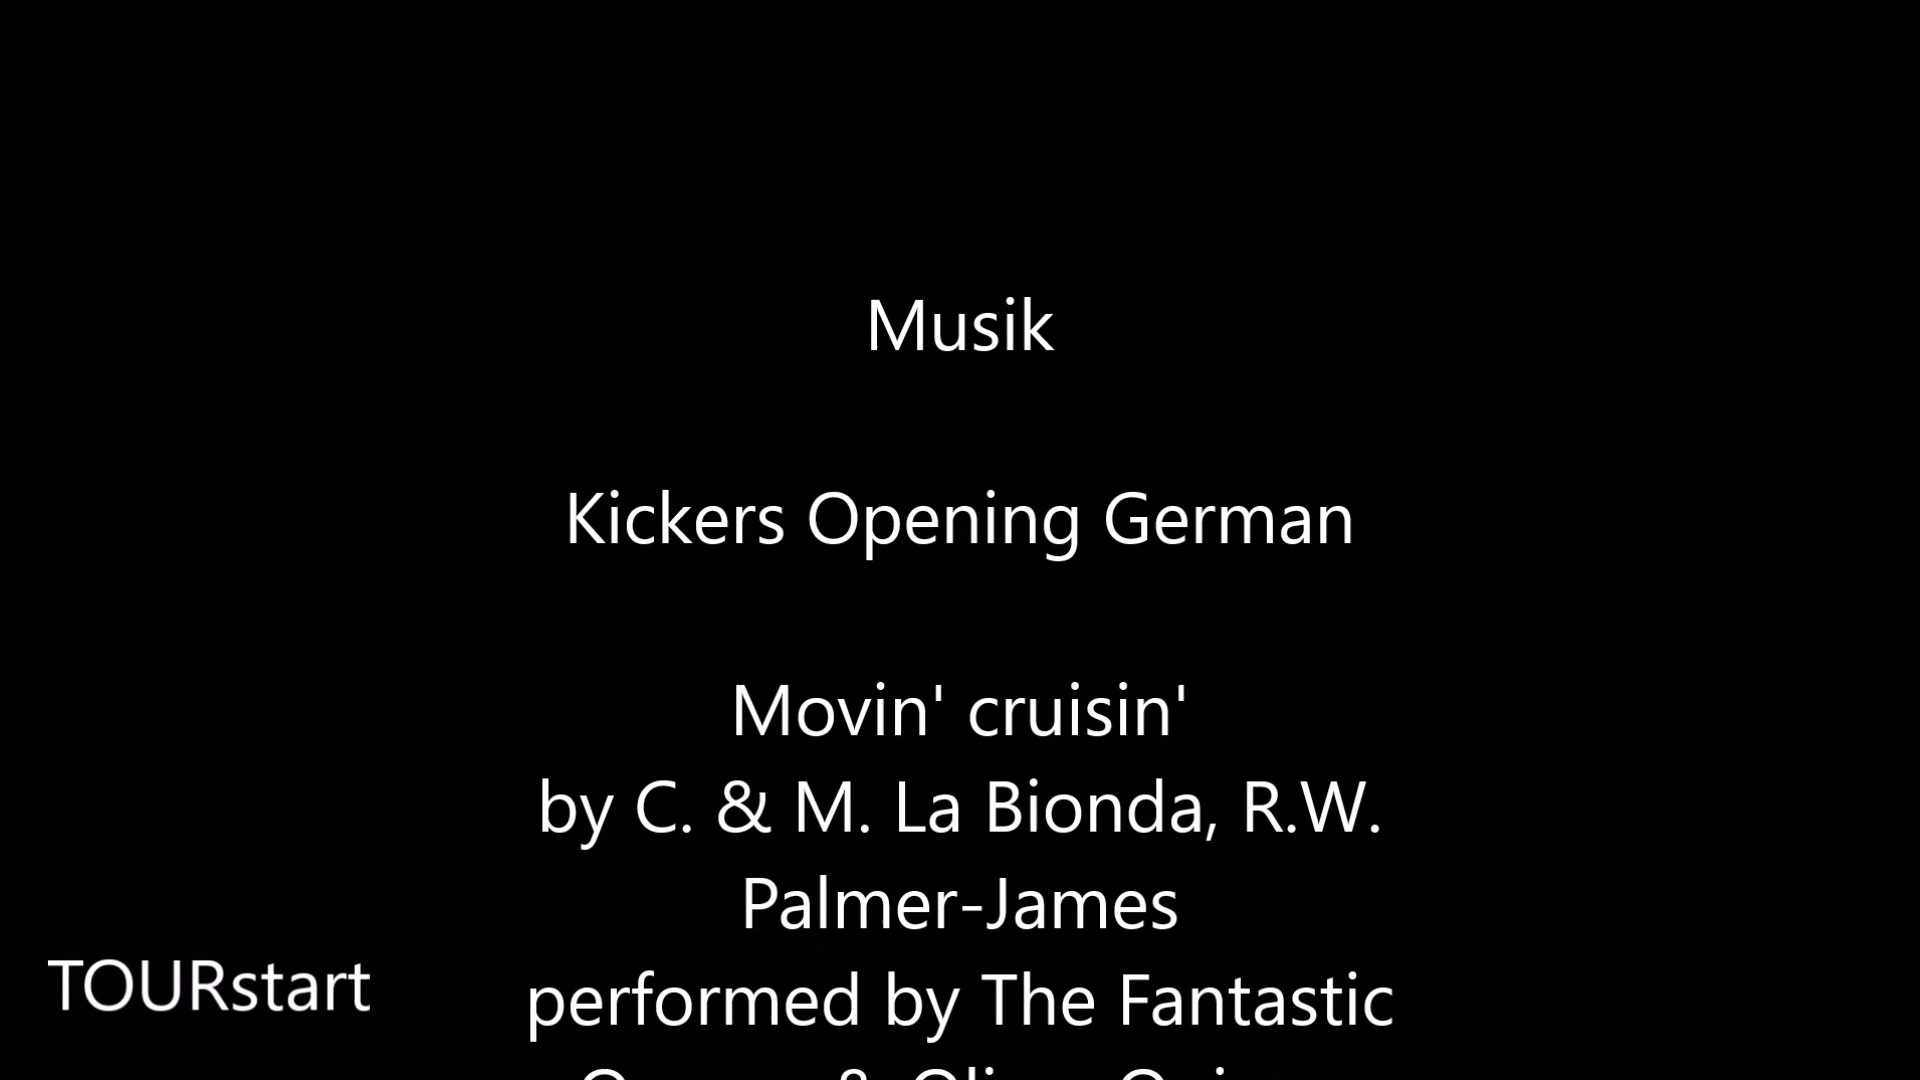 Musik
Kickers Opening German
Movin' cruisin'
by C. & M. La Bionda, R.W.
Palmer-James
performed by The Fantastic
TOURstart